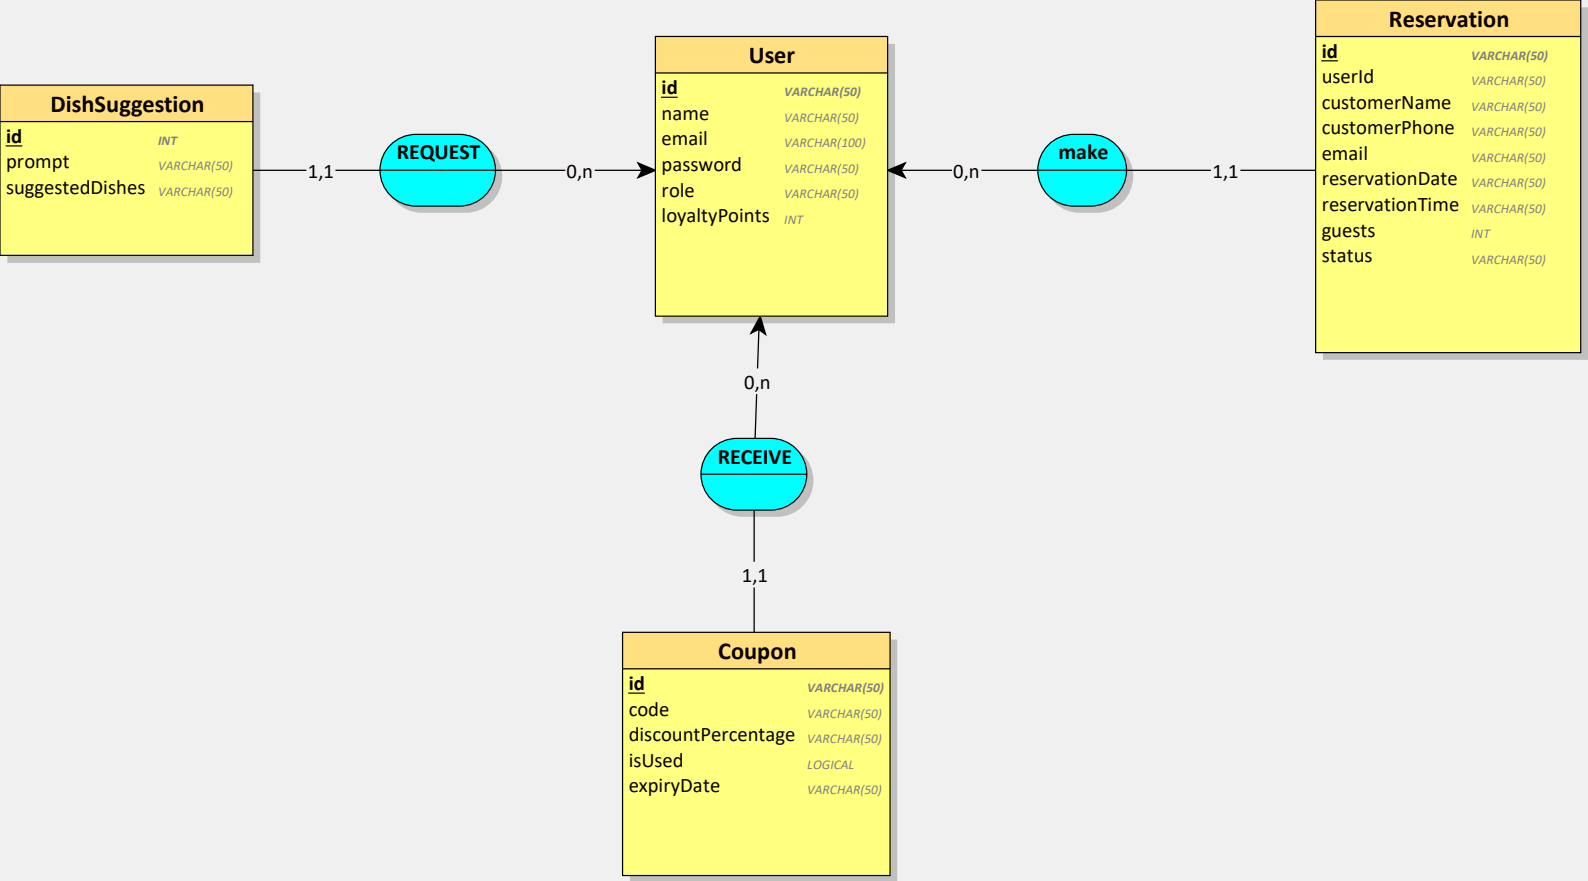 DishSuggestion
id INT
prompt VARCHAR(50)
suggestedDishes VARCHAR(50)
1,1
REQUEST
0,n
User
id VARCHAR(50)
name VARCHAR(50)
email VARCHAR(100)
password VARCHAR(50)
role VARCHAR(50)
loyaltyPoints INT
0,n
make
1,1
Reservation
id VARCHAR(50)
userId VARCHAR(50)
customerName VARCHAR(50)
customerPhone VARCHAR(50)
email VARCHAR(50)
reservationDate VARCHAR(50)
reservationTime VARCHAR(50)
guests INT
status VARCHAR(50)
0,n
RECEIVE
1,1
Coupon
id VARCHAR(50)
code VARCHAR(50)
discountPercentage VARCHAR(50)
isUsed LOGICAL
expiryDate VARCHAR(50)